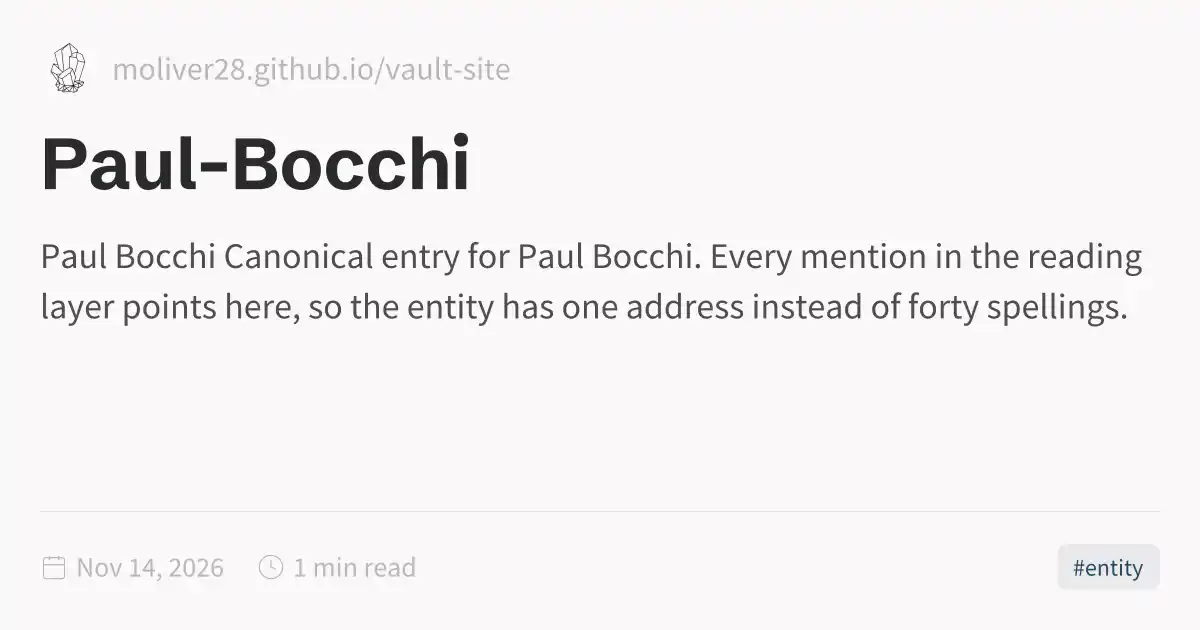 moliver28.github.io/vault-site
Paul-Bocchi
Paul Bocchi Canonical entry for Paul Bocchi. Every mention in the reading
layer points here, so the entity has one address instead of forty spellings.
Nov 14, 2026 1 min read #entity